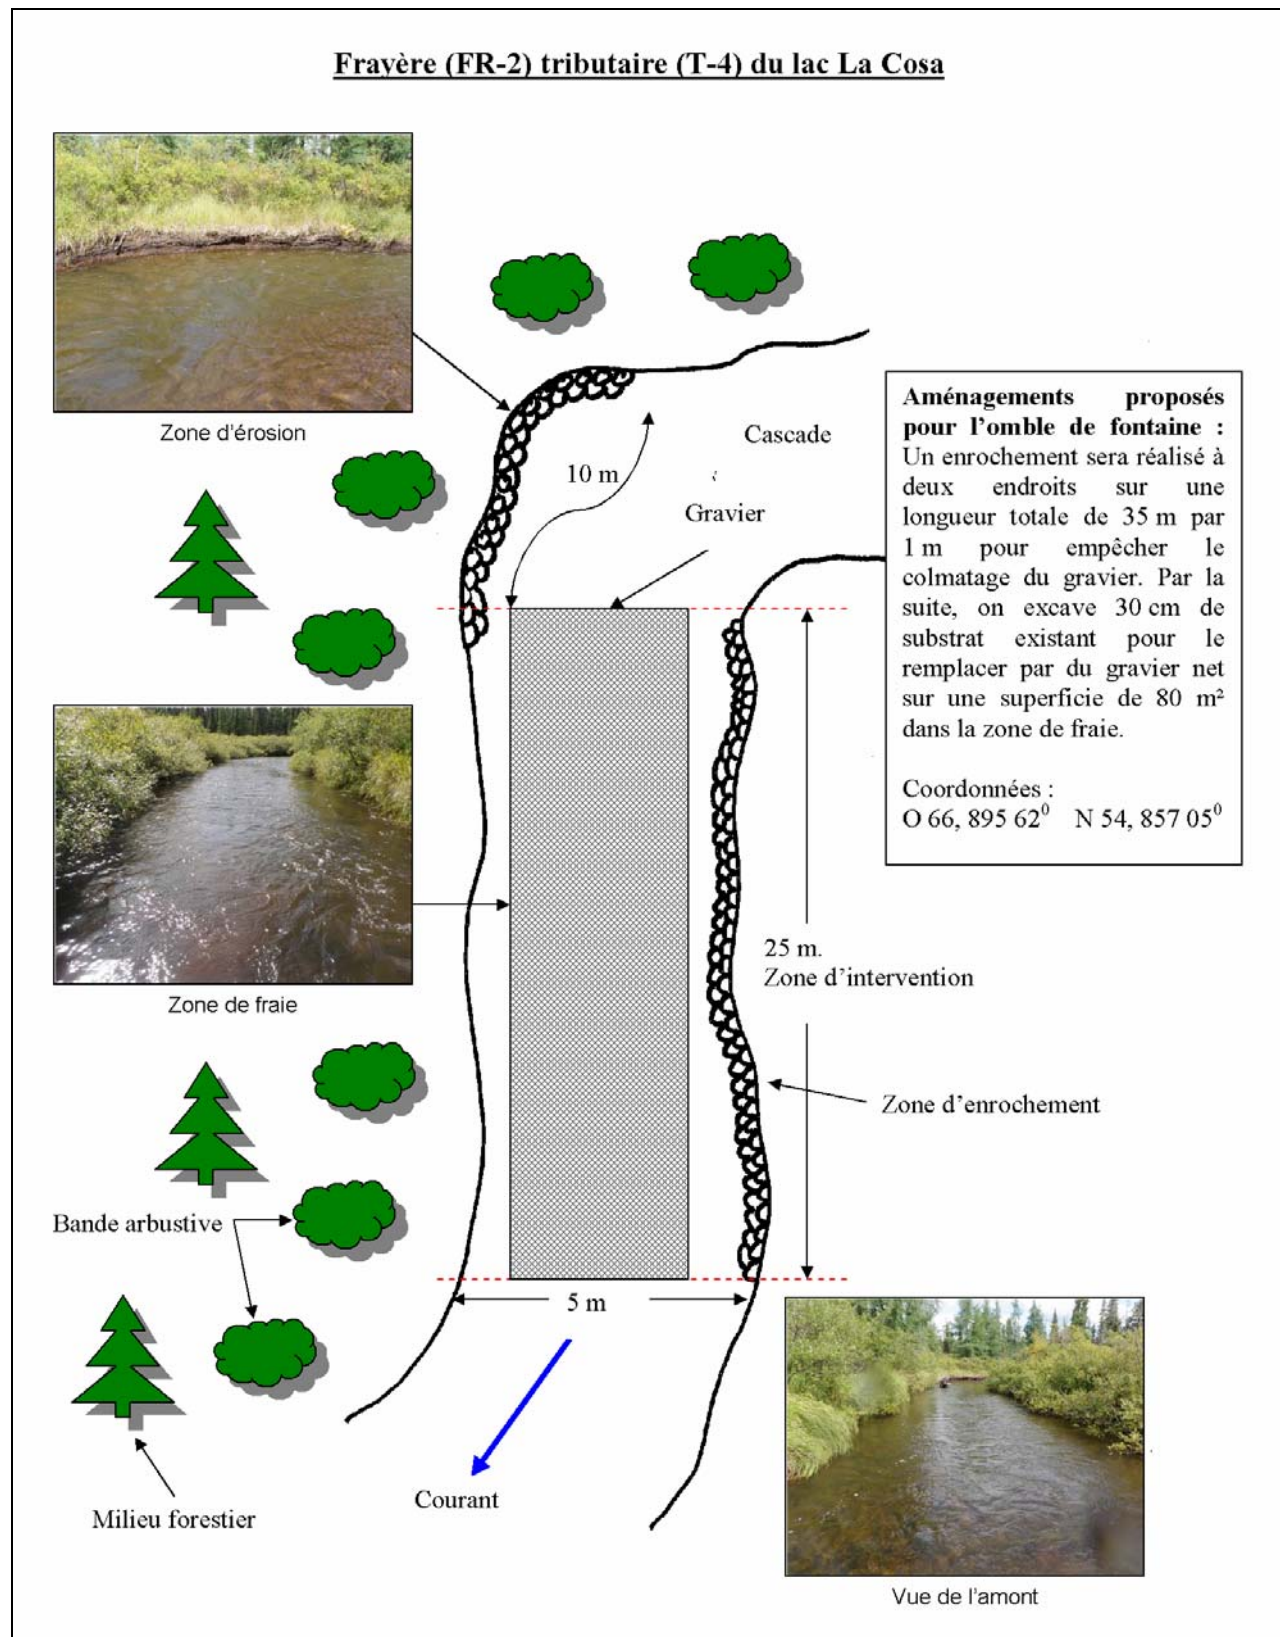 Frayère (FR-2) tributaire (T-4) du lac La Cosa
Zone d'érosion
Cascade
10 m
Gravier
Aménagements proposés
pour l'omble de fontaine :
Un enrochement sera réalisé à
deux endroits sur une
longueur totale de 35 m par
1 m pour empêcher le
colmatage du gravier. Par la
suite, on excave 30 cm de
substrat existant pour le
remplacer par du gravier net
sur une superficie de 80 m²
dans la zone de fraie.
Coordonnées :
O 66, 895 62⁰ N 54, 857 05⁰
Zone de fraie
25 m.
Zone d'intervention
Zone d'enrochement
Bande arbustive
5 m
Courant
Milieu forestier
Vue de l'amont